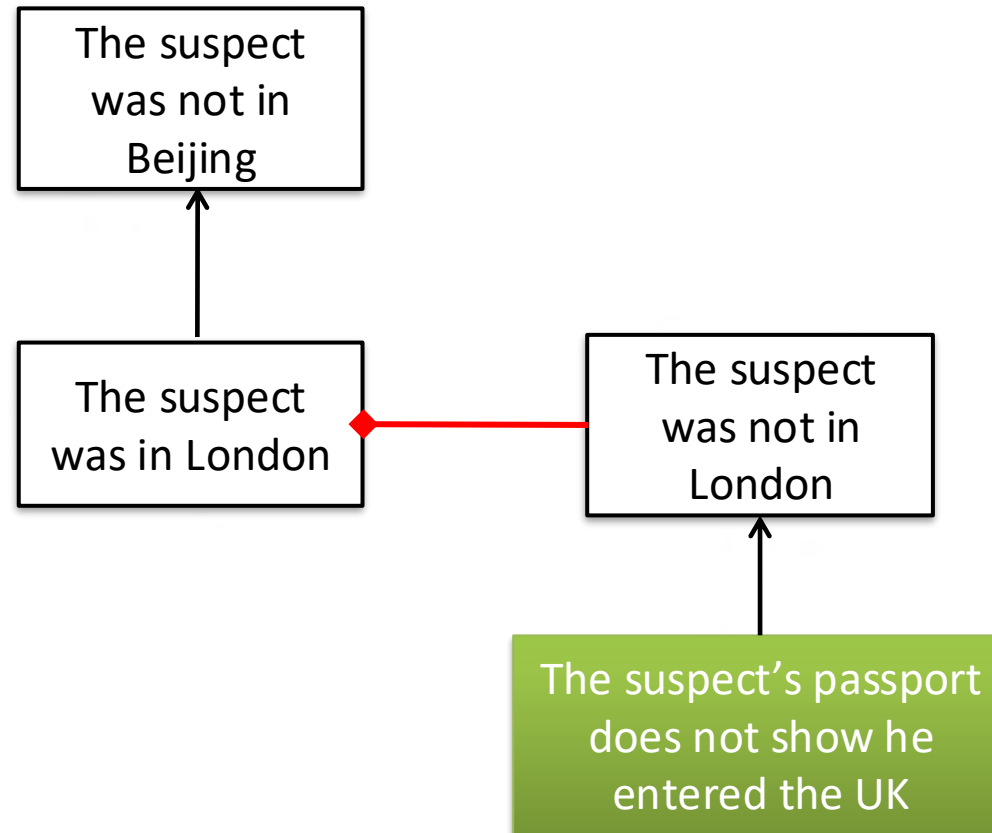 The suspect
was not in
Beijing
The suspect
was in London
The suspect
was not in
London
The suspect’s passport
does not show he
entered the UK